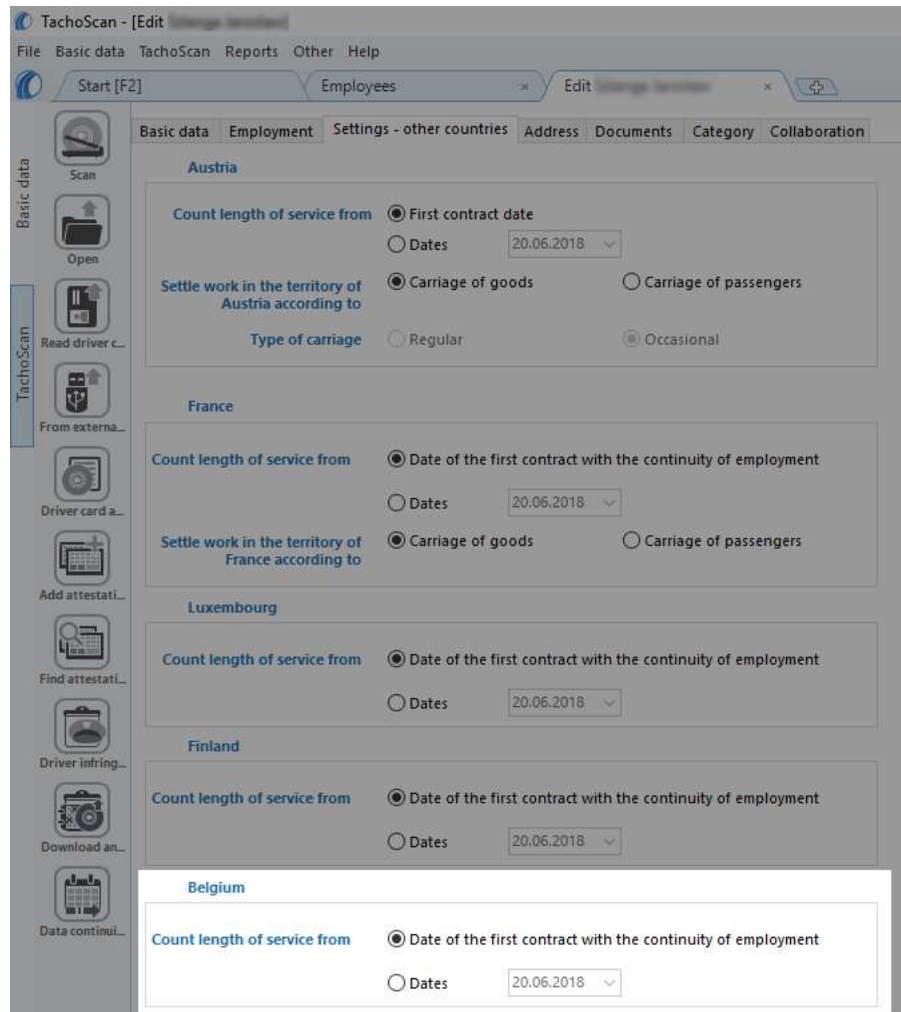 TachoScan - [Edit
File Basic data TachoScan Reports Other Help
Start [F2] Employees × Edit ×
Basic data
TachoScan
Scan
Open
Read driver c...
From externa...
Driver card a...
Add attestati...
Find attestati...
Driver infring...
Download an...
Data continui...
Basic data Employment Settings - other countries Address Documents Category Collaboration
Austria
Count length of service from First contract date
Dates 20.06.2018
Settle work in the territory of Carriage of goods Carriage of passengers
Austria according to
Type of carriage Regular Occasional
France
Count length of service from Date of the first contract with the continuity of employment
Dates 20.06.2018
Settle work in the territory of Carriage of goods Carriage of passengers
France according to
Luxembourg
Count length of service from Date of the first contract with the continuity of employment
Dates 20.06.2018
Finland
Count length of service from Date of the first contract with the continuity of employment
Dates 20.06.2018
Belgium
Count length of service from Date of the first contract with the continuity of employment
Dates 20.06.2018